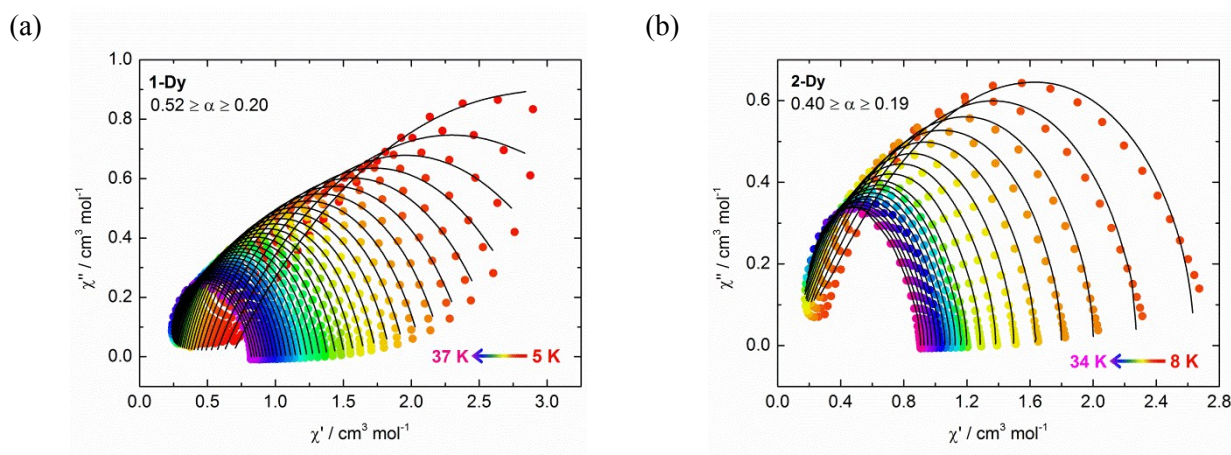 (a)
1-Dy
0.52 ≥ α ≥ 0.20
χ'' / cm³ mol⁻¹
1.0
0.8
0.6
0.4
0.2
0.0
37 K
5 K
0.0 0.5 1.0 1.5 2.0 2.5 3.0
χ' / cm³ mol⁻¹
(b)
2-Dy
0.40 ≥ α ≥ 0.19
χ'' / cm³ mol⁻¹
0.6
0.4
0.2
0.0
34 K
8 K
0.0 0.4 0.8 1.2 1.6 2.0 2.4 2.8
χ' / cm³ mol⁻¹